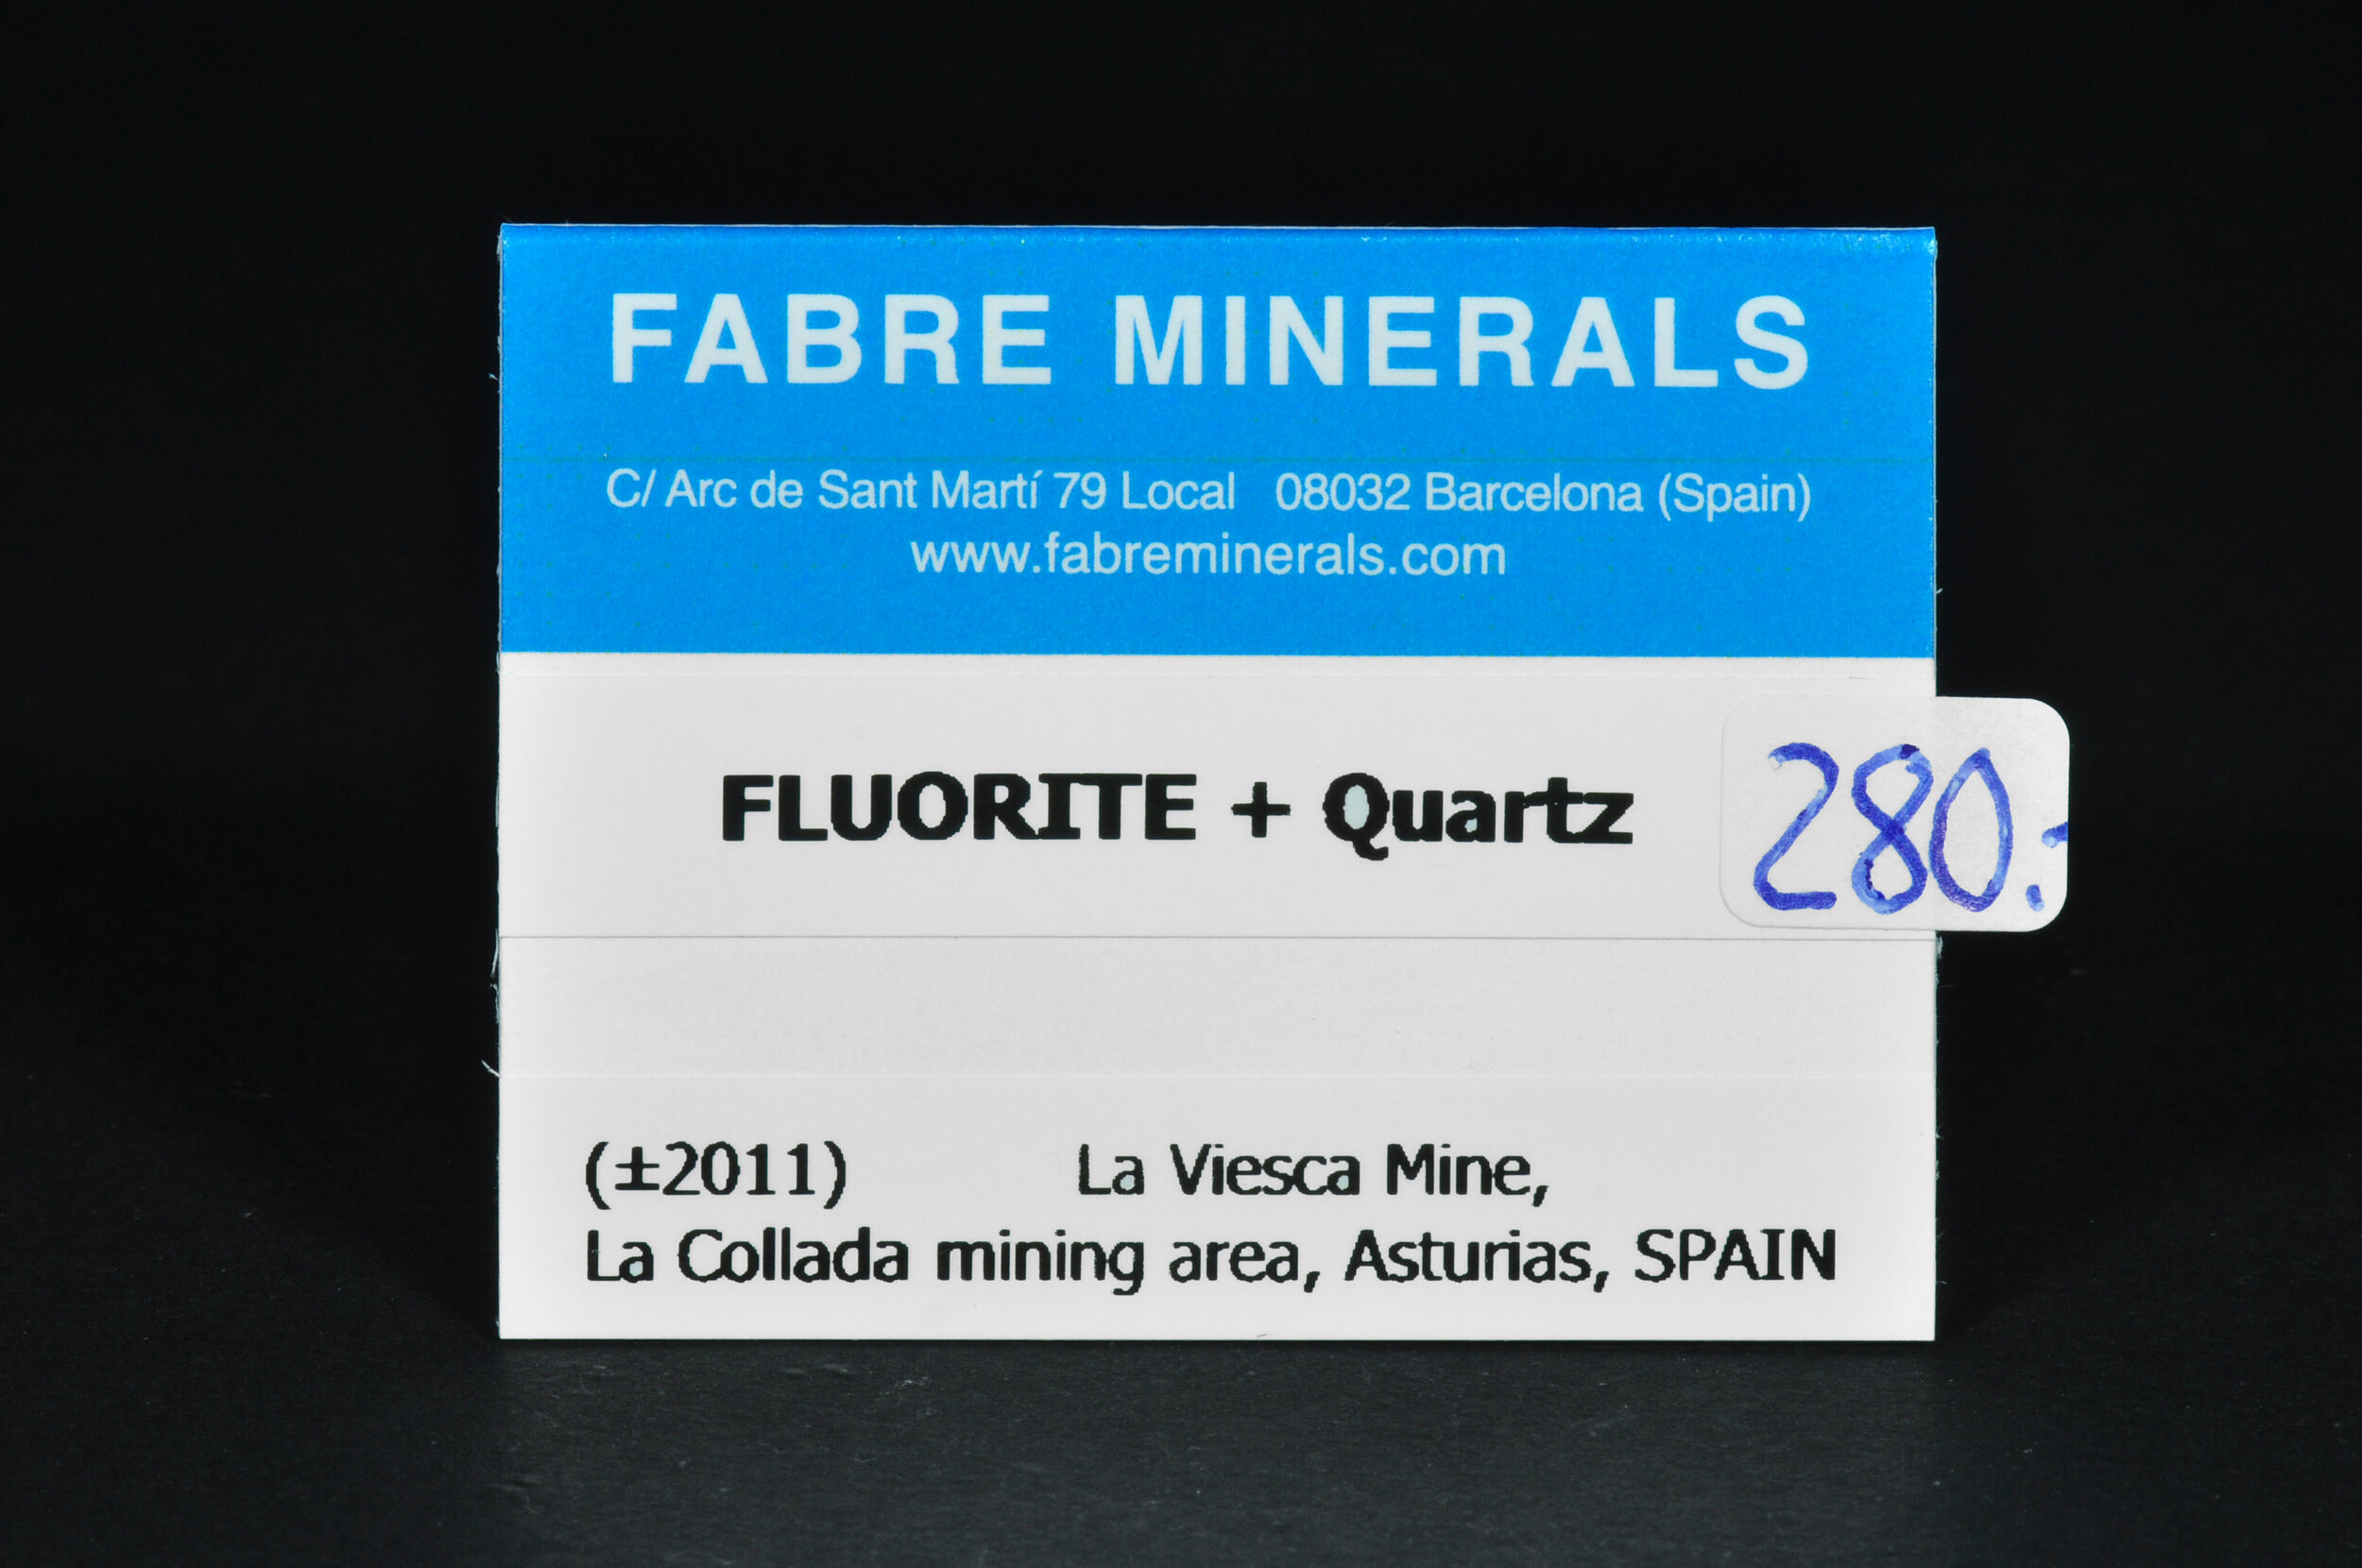 FABRE MINERALS
C/ Arc de Sant Martí 79 Local 08032 Barcelona (Spain)
www.fabreminerals.com
FLUORITE + Quartz
280.-
(±2011) La Viesca Mine,
La Collada mining area, Asturias, SPAIN